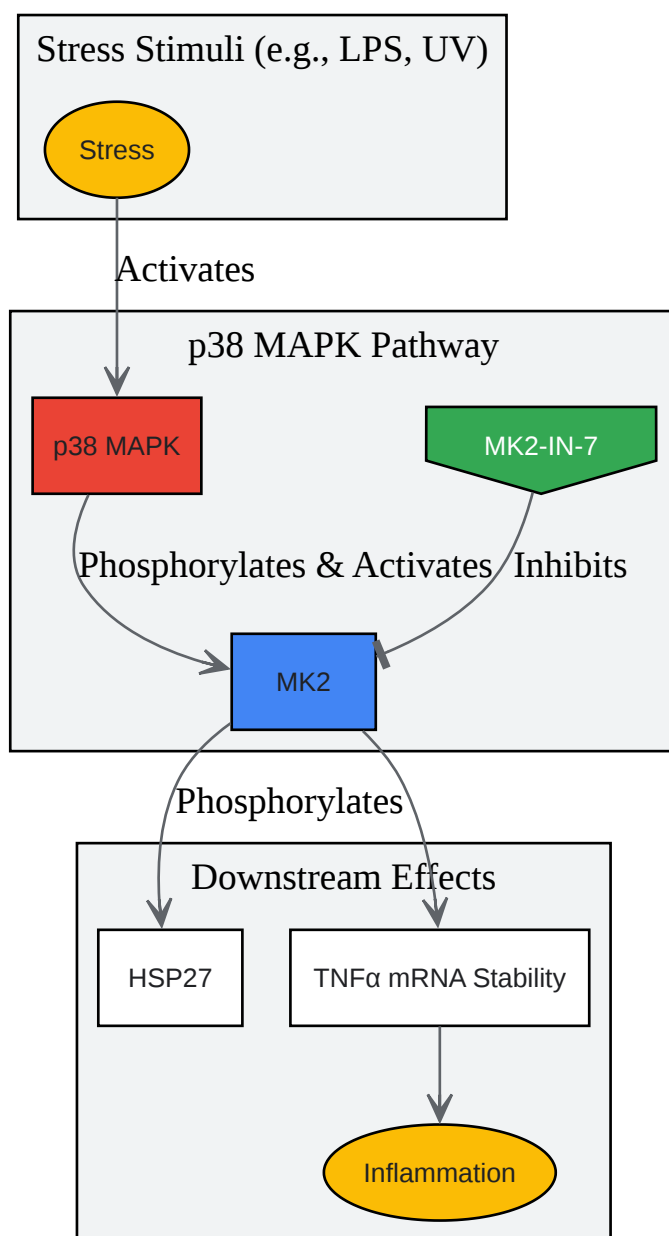 Stress Stimuli (e.g., LPS, UV)
Stress
Activates
p38 MAPK Pathway
p38 MAPK
MK2-IN-7
Phosphorylates & Activates
Inhibits
MK2
Phosphorylates
Downstream Effects
HSP27
TNFα mRNA Stability
Inflammation